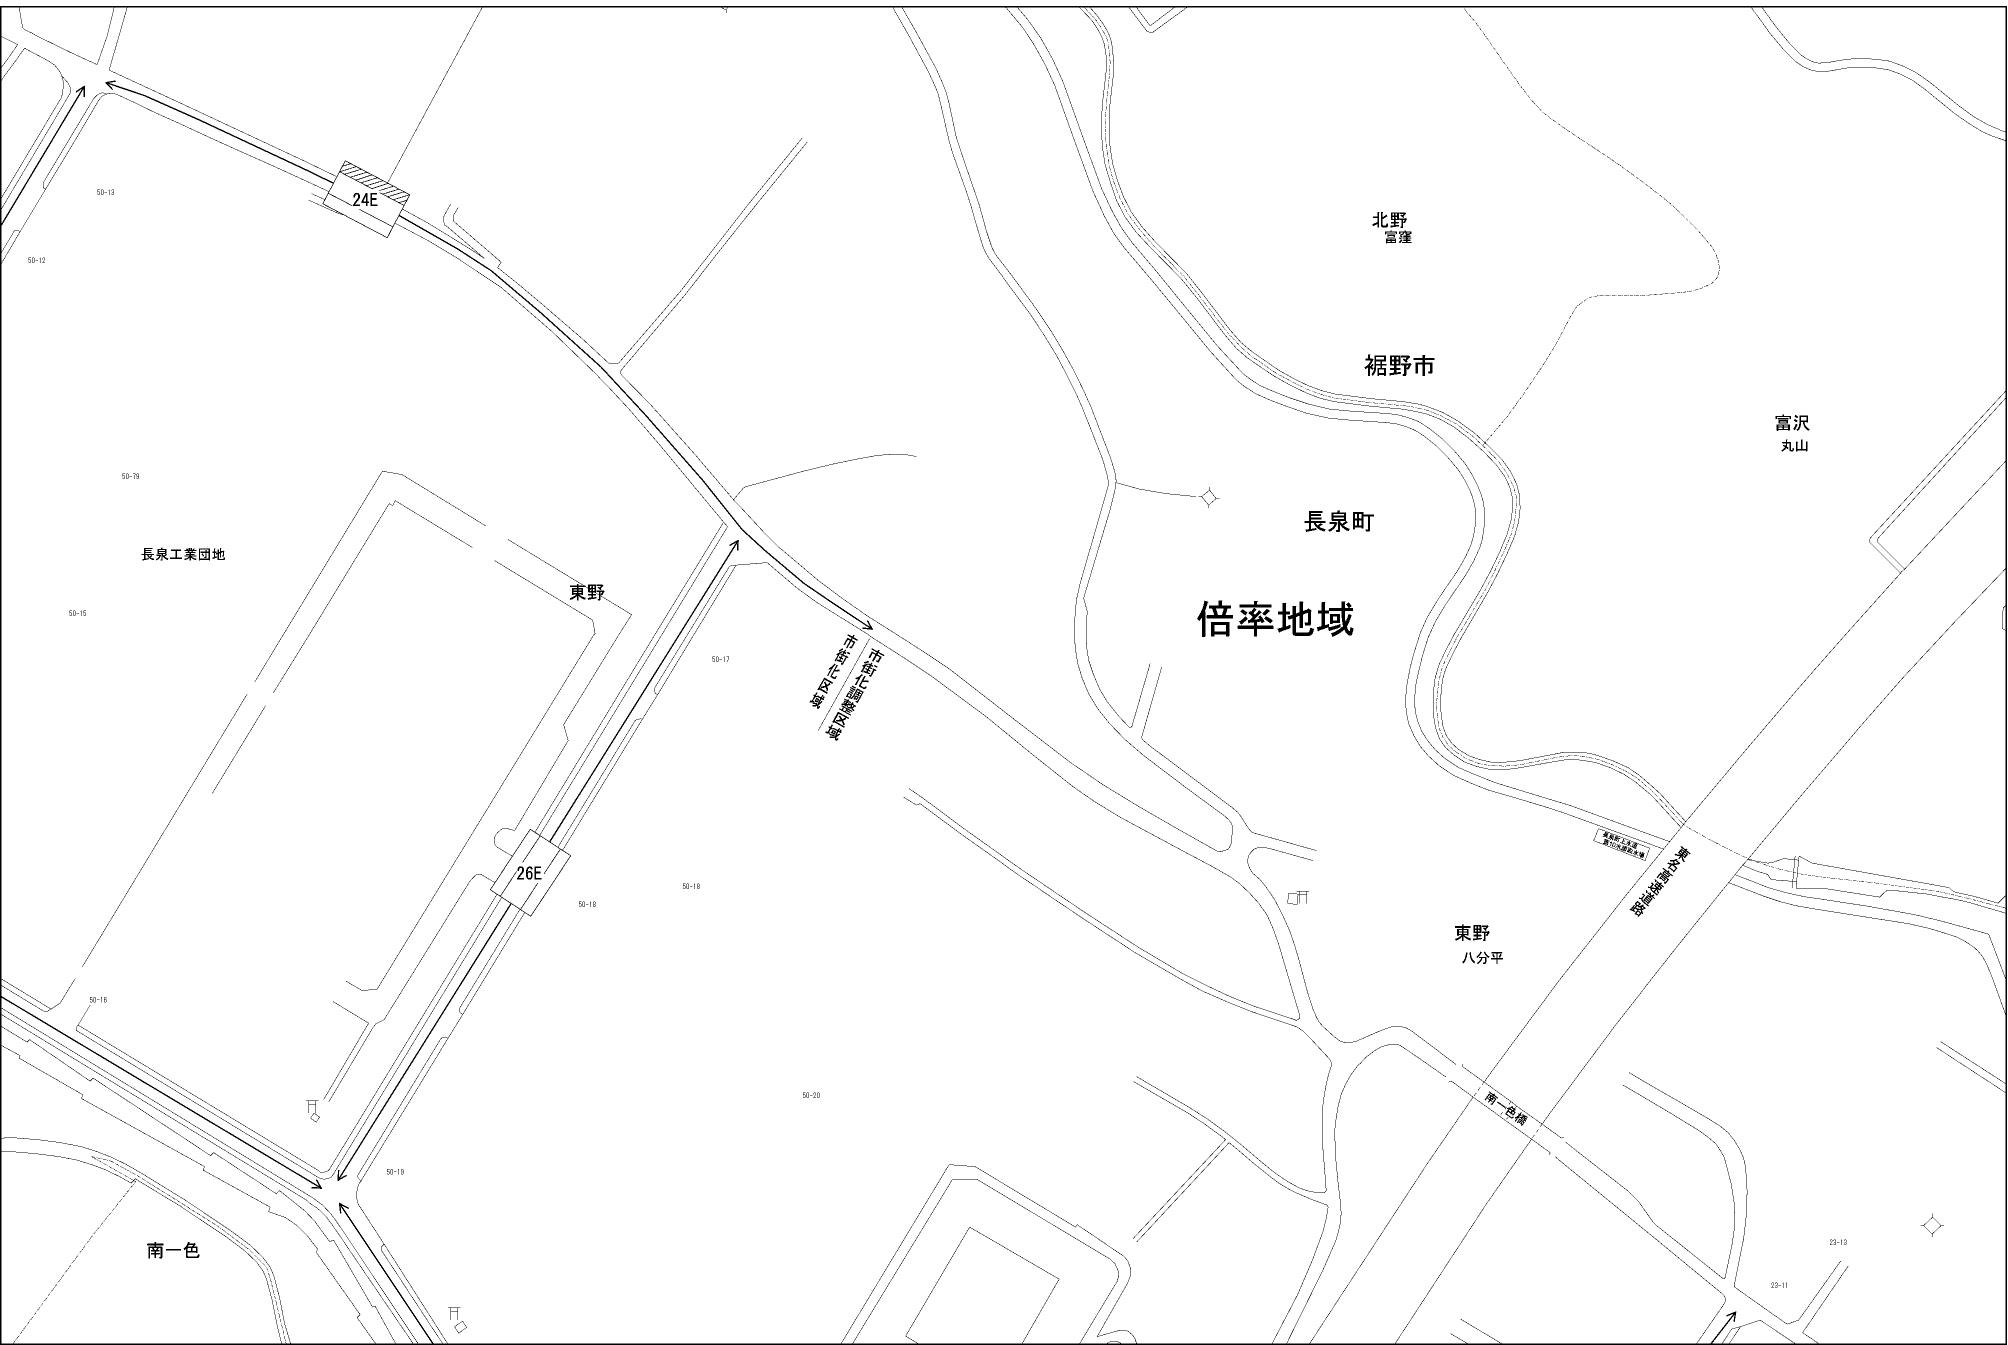 50-13
24E
50-12
北野
富窪
裾野市
富沢
丸山
50-79
長泉工業団地
長泉町
東野
倍率地域
50-15
50-17
市街化区域
市街化調整区域
26E
50-18
50-18
東名高速道路
東野
八分平
50-16
50-20
南一色橋
50-19
南一色
23-13
23-11